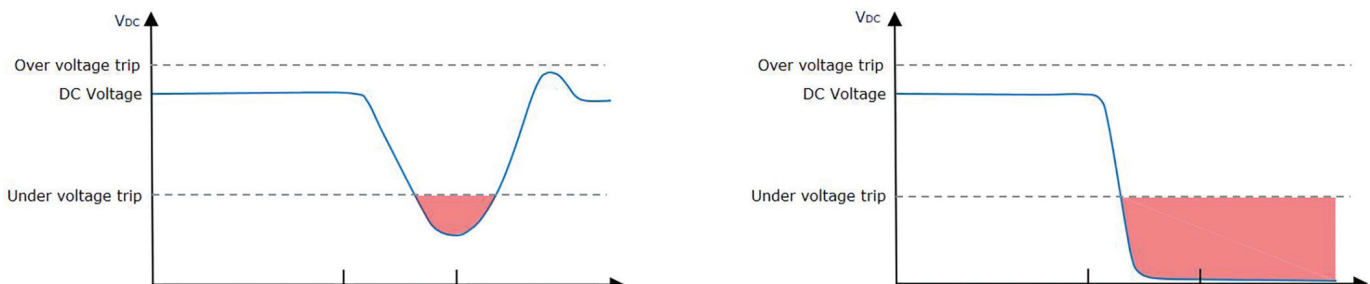 VDC
Over voltage trip
DC Voltage
Under voltage trip
VDC
Over voltage trip
DC Voltage
Under voltage trip